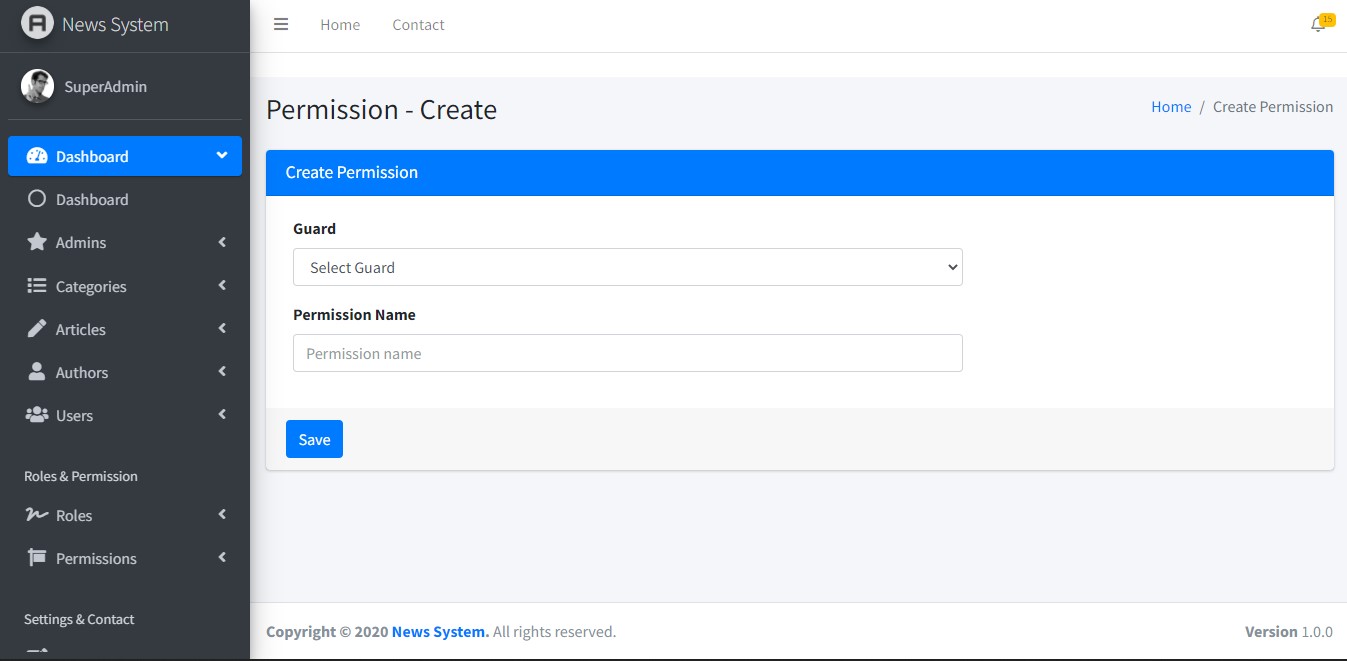 News System
Home
Contact
15
SuperAdmin
Permission - Create
Home / Create Permission
Dashboard
Dashboard
Admins
Categories
Articles
Authors
Users
Roles & Permission
Roles
Permissions
Settings & Contact
Create Permission
Guard
Select Guard
Permission Name
Permission name
Save
Copyright © 2020 News System. All rights reserved.
Version 1.0.0